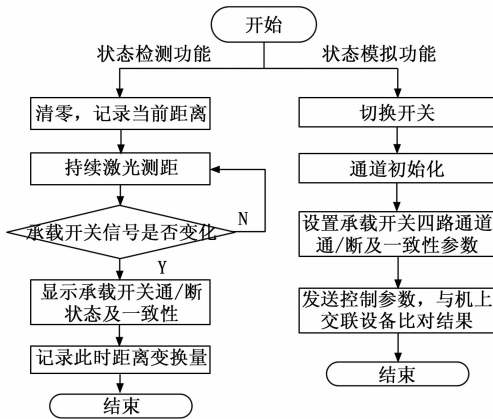 开始
状态检测功能
状态模拟功能
清零，记录当前距离
持续激光测距
承载开关信号是否变化
N
Y
显示承载开关通/断
状态及一致性
记录此时距离变换量
结束
切换开关
通道初始化
设置承载开关四路通道
通/断及一致性参数
发送控制参数，与机上
交联设备比对结果
结束